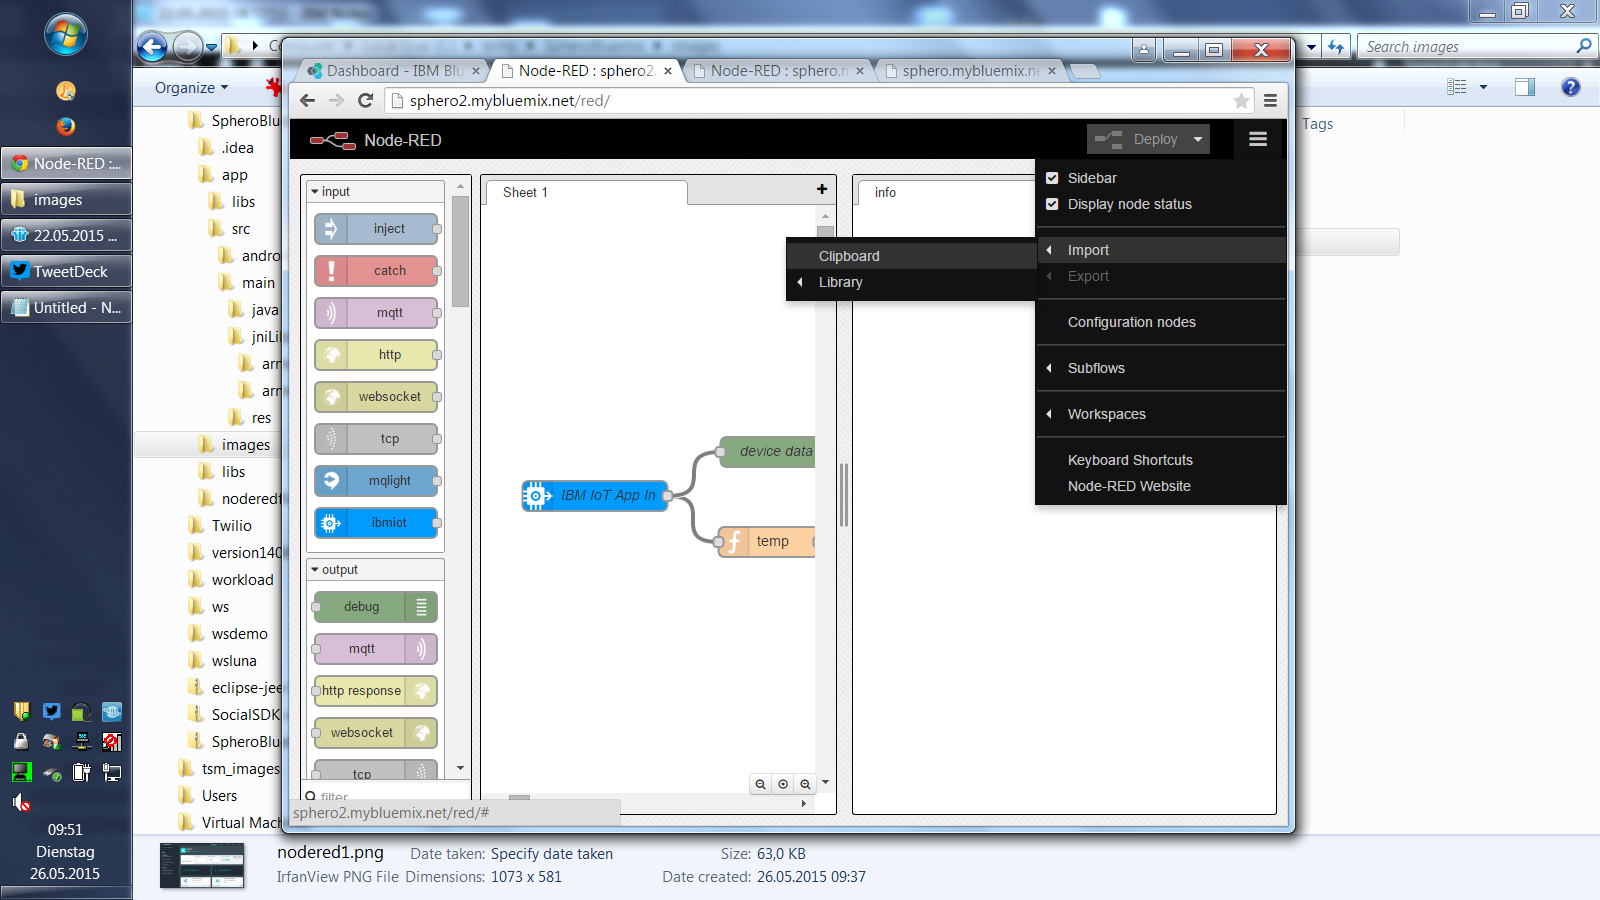 Search images
Organize
Tags
Node-RED :...
images
22.05.2015 ...
TweetDeck
Untitled - N...
09:51
Dienstag
26.05.2015
SpheroBlu
.idea
app
libs
src
andro
main
java
jniLil
arn
arn
res
images
libs
noderedf
Twilio
version140
workload
ws
wsdemo
wsluna
eclipse-jee
SocialSDK
SpheroBlu
tsm_images
Users
Virtual Mach
Dashboard - IBM Blu
Node-RED : sphero2.
Node-RED : sphero.m
sphero.mybluemix.ne
sphero2.mybluemix.net/red/
Node-RED
Deploy
input
inject
catch
mqtt
http
websocket
tcp
mqlight
ibmiot
output
debug
mqtt
http response
websocket
tcp
filter
Sheet 1
IBM IoT App In
device data
temp
info
Sidebar
Display node status
Import
Export
Configuration nodes
Subflows
Workspaces
Keyboard Shortcuts
Node-RED Website
Clipboard
Library
sphero2.mybluemix.net/red/#
nodered1.png
Date taken: Specify date taken
Size: 63,0 KB
IrfanView PNG File
Dimensions: 1073 x 581
Date created: 26.05.2015 09:37